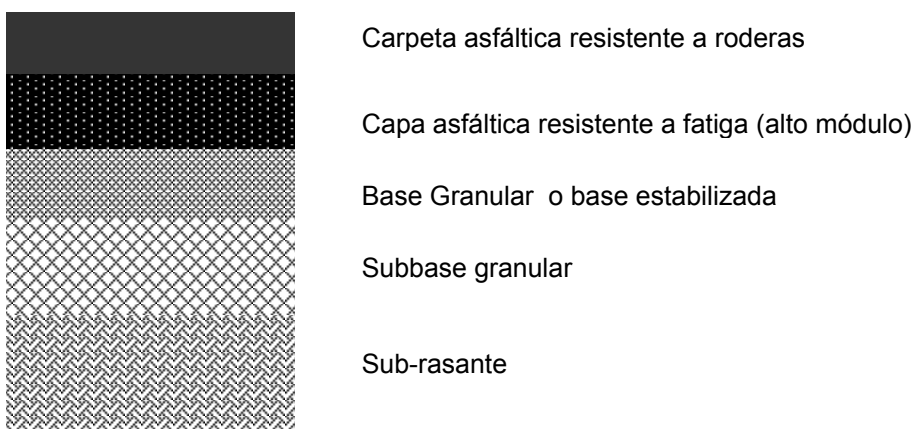 Carpeta asfáltica resistente a roderas
Capa asfáltica resistente a fatiga (alto módulo)
Base Granular  o base estabilizada
Subbase granular
Sub-rasante